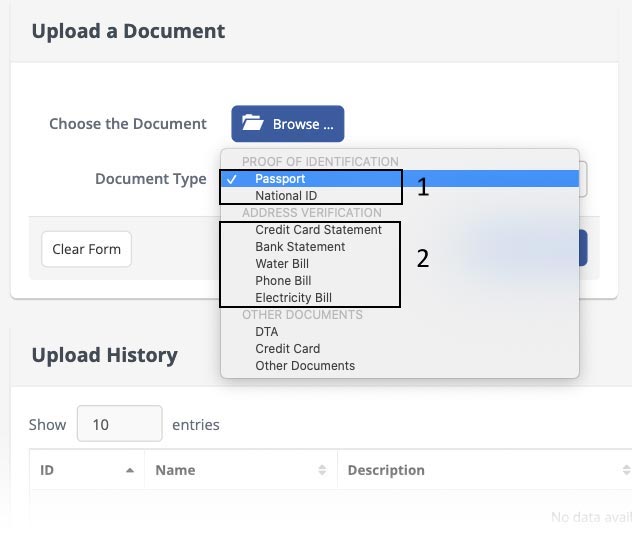 Upload a Document
Choose the Document
Browse ...
Document Type
PROOF OF IDENTIFICATION
✓ Passport
National ID
1
ADDRESS VERIFICATION
Credit Card Statement
Bank Statement
Water Bill
Phone Bill
Electricity Bill
2
OTHER DOCUMENTS
DTA
Credit Card
Other Documents
Clear Form
Upload History
Show 10 entries
ID Name Description
No data avail